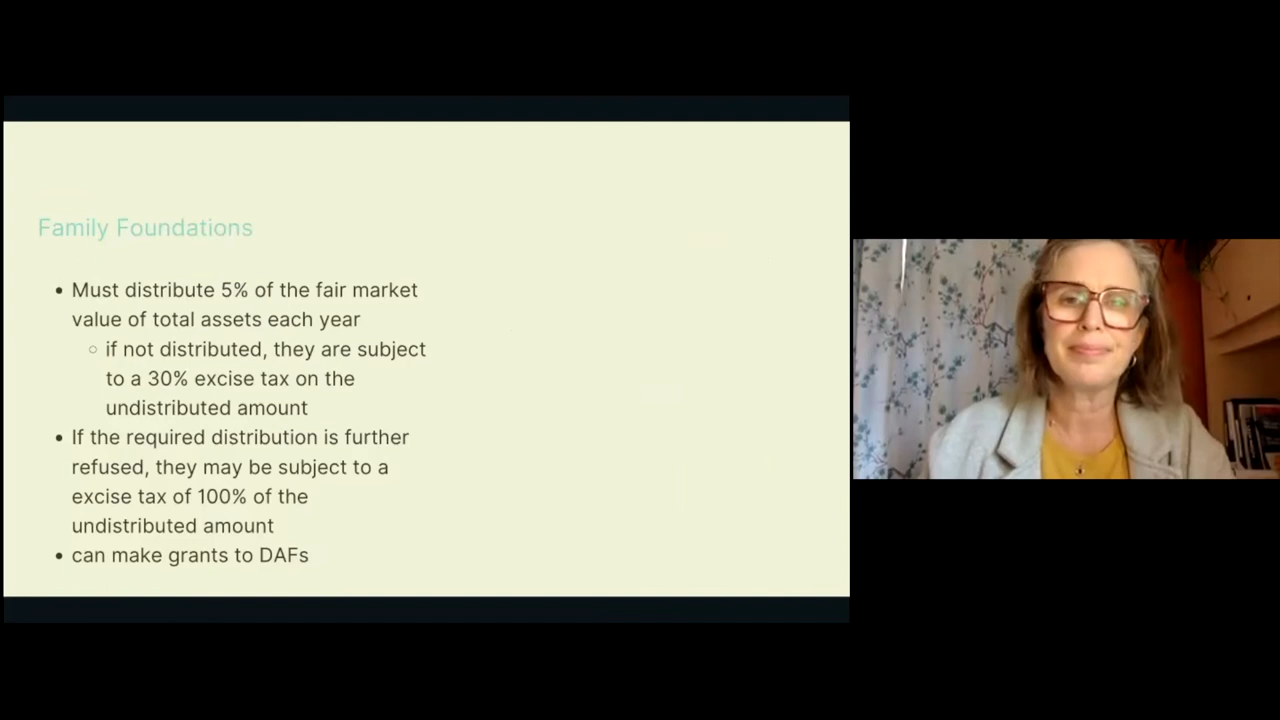 Family Foundations
• Must distribute 5% of the fair market
value of total assets each year
○ if not distributed, they are subject
to a 30% excise tax on the
undistributed amount
• If the required distribution is further
refused, they may be subject to a
excise tax of 100% of the
undistributed amount
• can make grants to DAFs